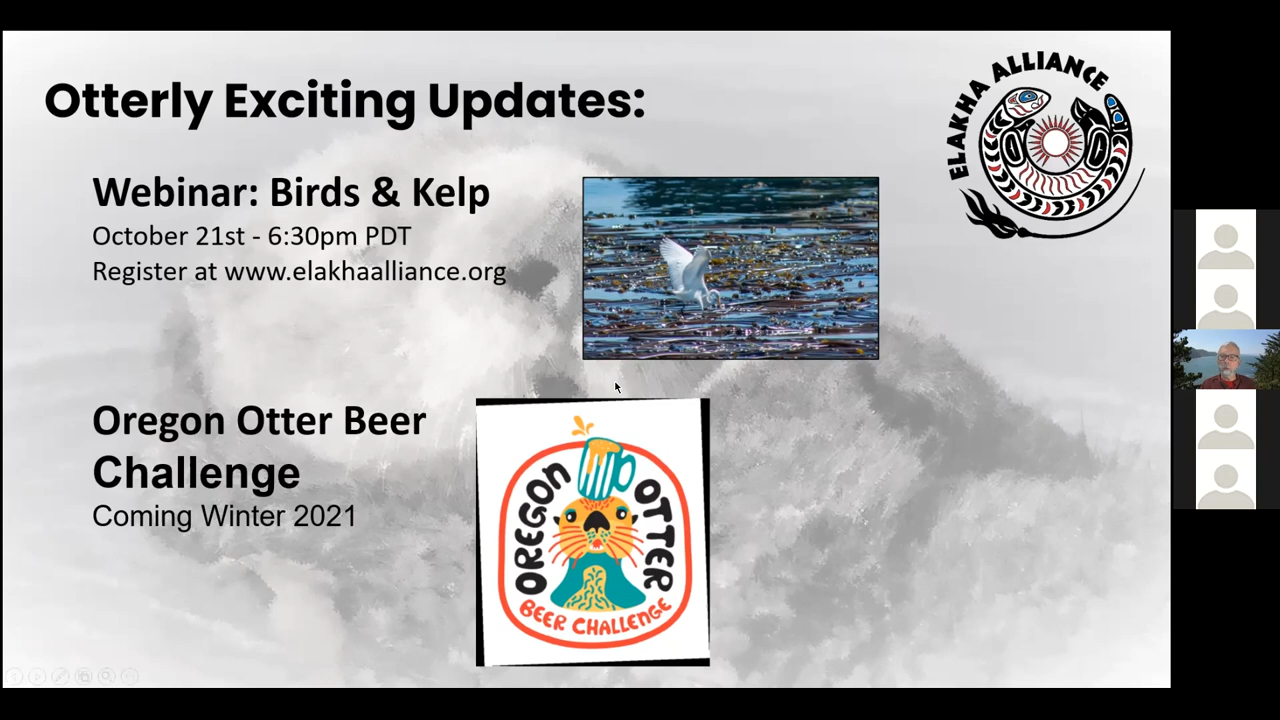 Otterly Exciting Updates:
ELAKHA ALLIANCE
Webinar: Birds & Kelp
October 21st - 6:30pm PDT
Register at www.elakhaalliance.org
Oregon Otter Beer
Challenge
Coming Winter 2021
OREGON OTTER
BEER CHALLENGE